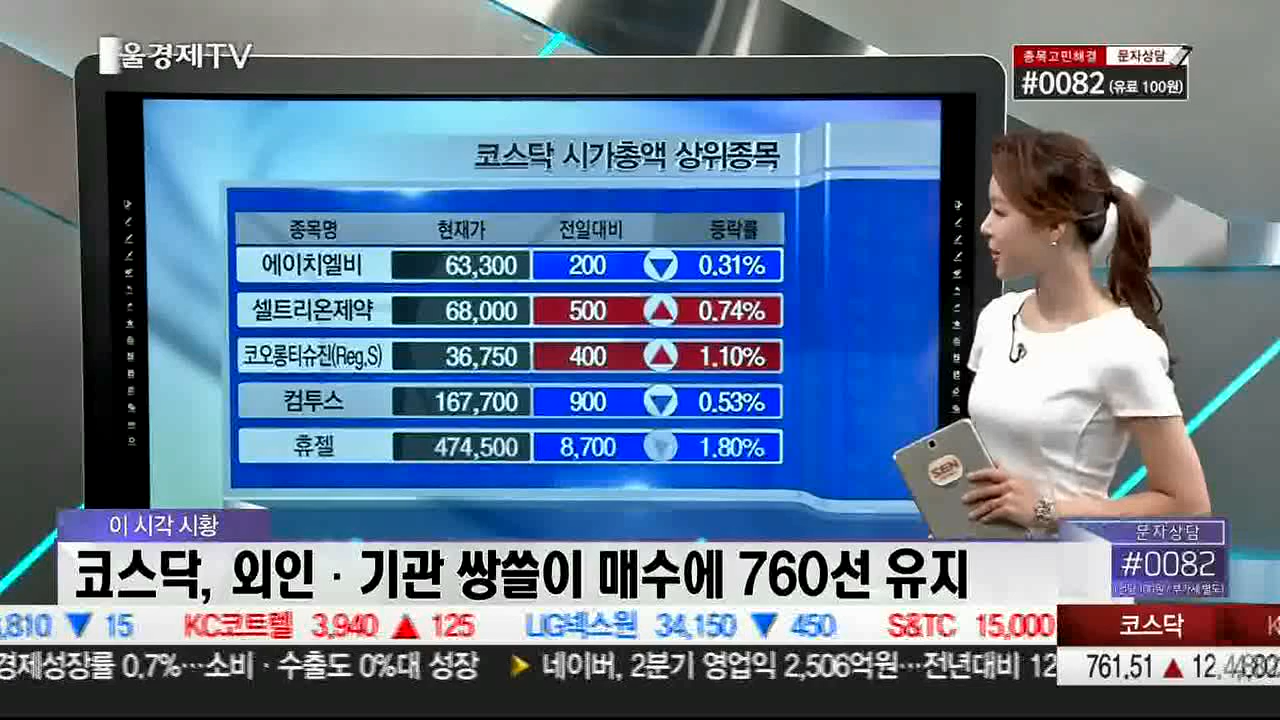 울경제TV
종목고민해결 문자상담
#0082 (유료 100원)
코스닥 시가총액 상위종목
종목명 현재가 전일대비 등락률
에이치엘비 63,300 200 ▼ 0.31%
셀트리온제약 68,000 500 ▲ 0.74%
코오롱티슈진(Reg.S) 36,750 400 ▲ 1.10%
컴투스 167,700 900 ▼ 0.53%
휴젤 474,500 8,700 ▼ 1.80%
SEN
이 시각 시황
코스닥, 외인·기관 쌍쓸이 매수에 760선 유지
문자상담
#0082
,810 ▼ 15 KC코트렐 3,940 ▲ 125 LIG넥스원 34,150 ▼ 450 S&TC 15,000
코스닥 K
경제성장률 0.7%…소비·수출도 0%대 성장 ▶ 네이버, 2분기 영업익 2,506억원…전년대비 12
761.51 ▲